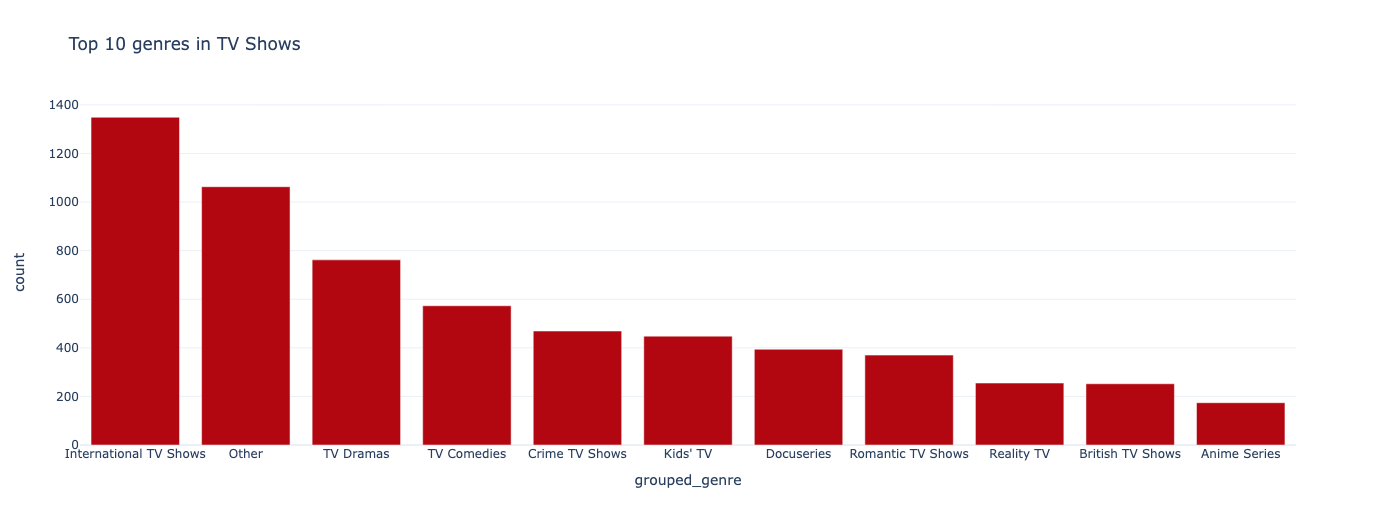 Top 10 genres in TV Shows
1400
1200
1000
800
600
400
200
0
count
International TV Shows Other TV Dramas TV Comedies Crime TV Shows Kids' TV Docuseries Romantic TV Shows Reality TV British TV Shows Anime Series
grouped_genre